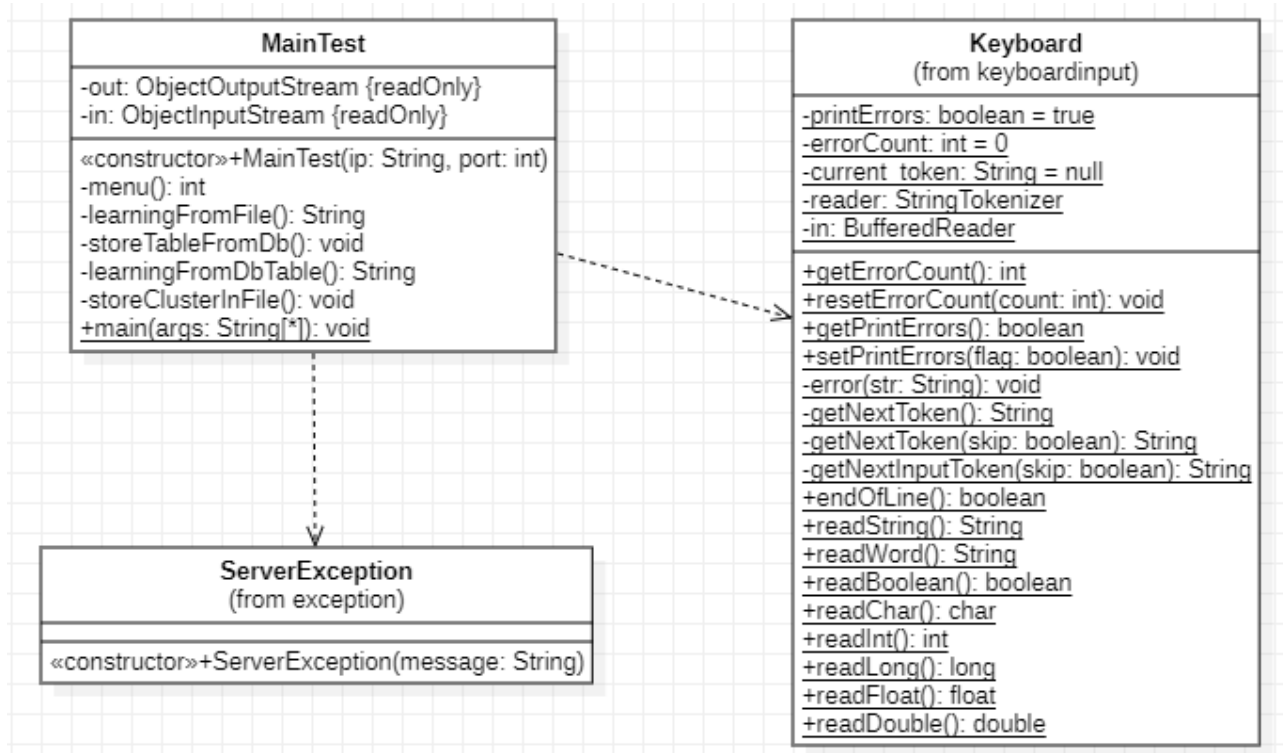 MainTest
-out: ObjectOutputStream {readOnly}
-in: ObjectInputStream {readOnly}
«constructor»+MainTest(ip: String, port: int)
-menu(): int
-learningFromFile(): String
-storeTableFromDb(): void
-learningFromDbTable(): String
-storeClusterInFile(): void
+main(args: String[*]): void
Keyboard
(from keyboardinput)
-printErrors: boolean = true
-errorCount: int = 0
-current_token: String = null
-reader: StringTokenizer
-in: BufferedReader
+getErrorCount(): int
+resetErrorCount(count: int): void
+getPrintErrors(): boolean
+setPrintErrors(flag: boolean): void
-error(str: String): void
-getNextToken(): String
-getNextToken(skip: boolean): String
-getNextInputToken(skip: boolean): String
+endOfLine(): boolean
+readString(): String
+readWord(): String
+readBoolean(): boolean
+readChar(): char
+readInt(): int
+readLong(): long
+readFloat(): float
+readDouble(): double
ServerException
(from exception)
«constructor»+ServerException(message: String)